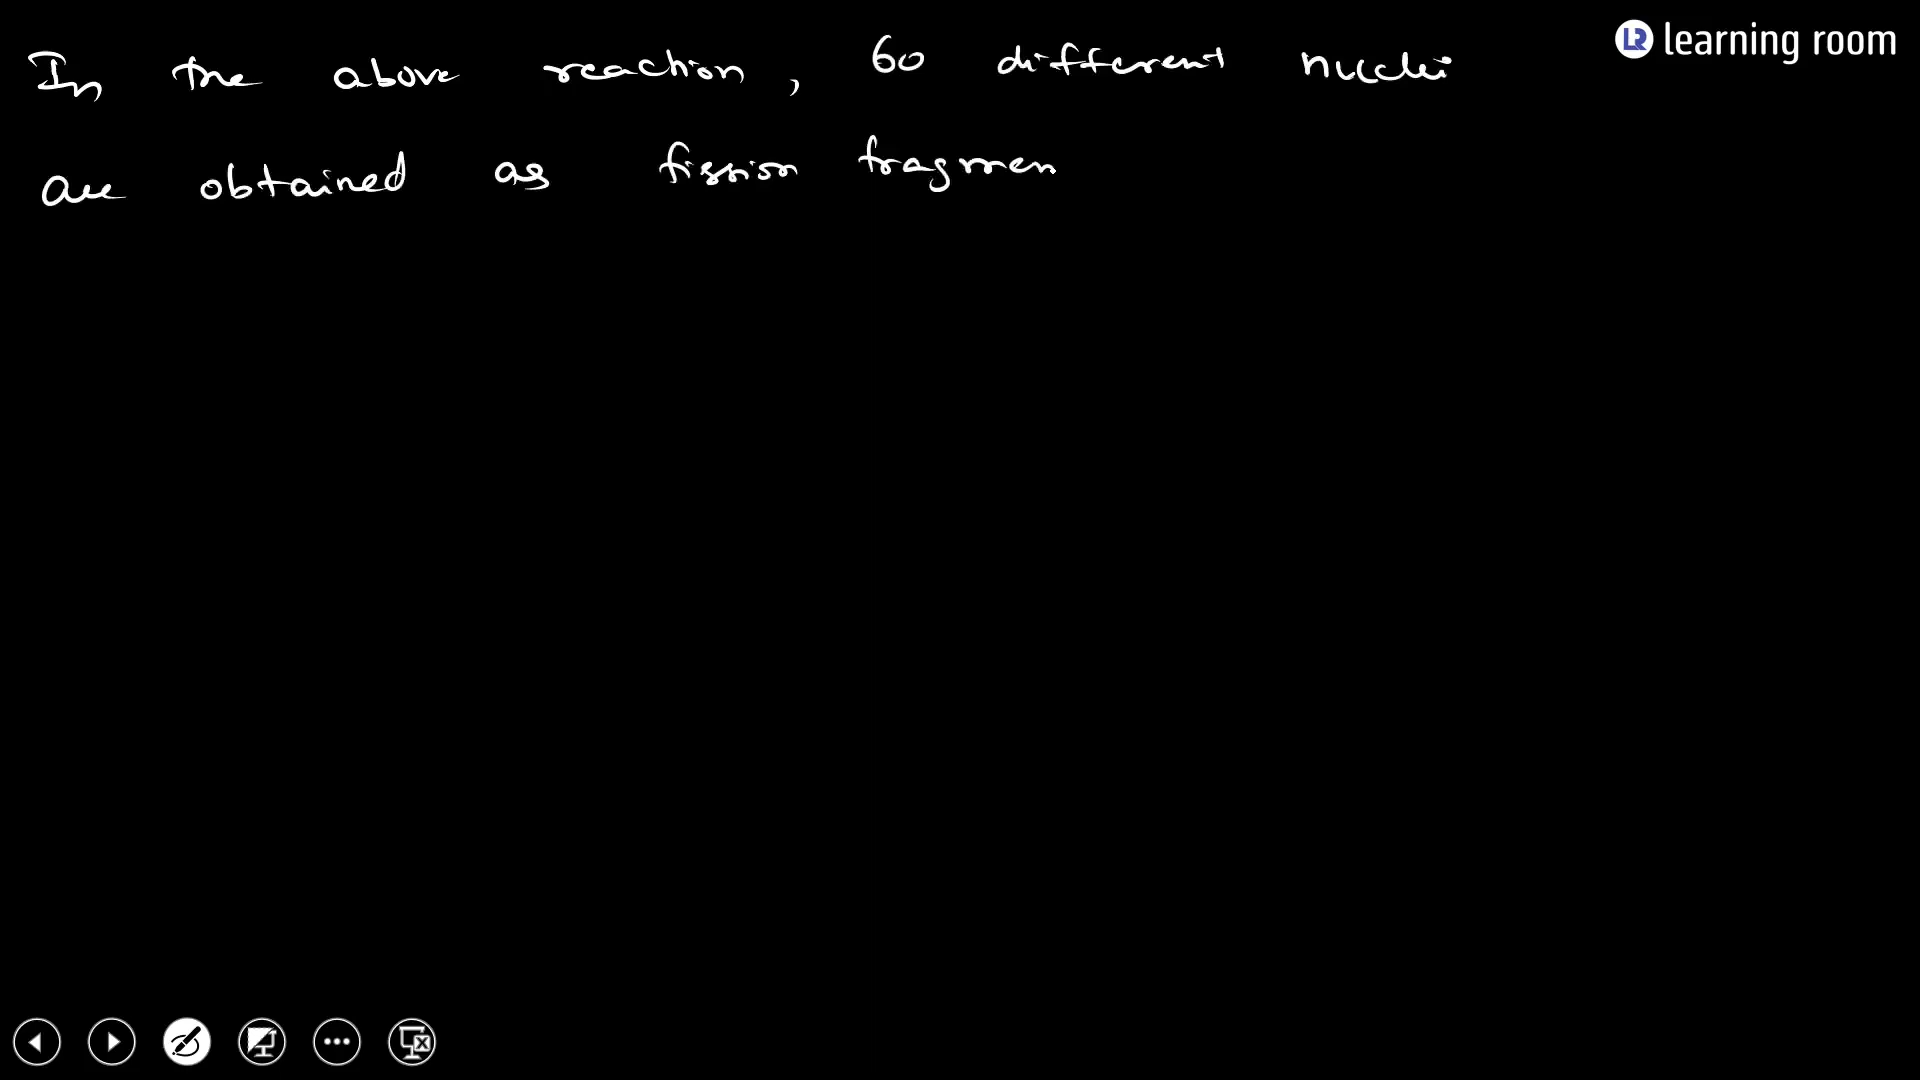 learning room
In the above reaction, 60 different nuclei
are obtained as fission fragmen